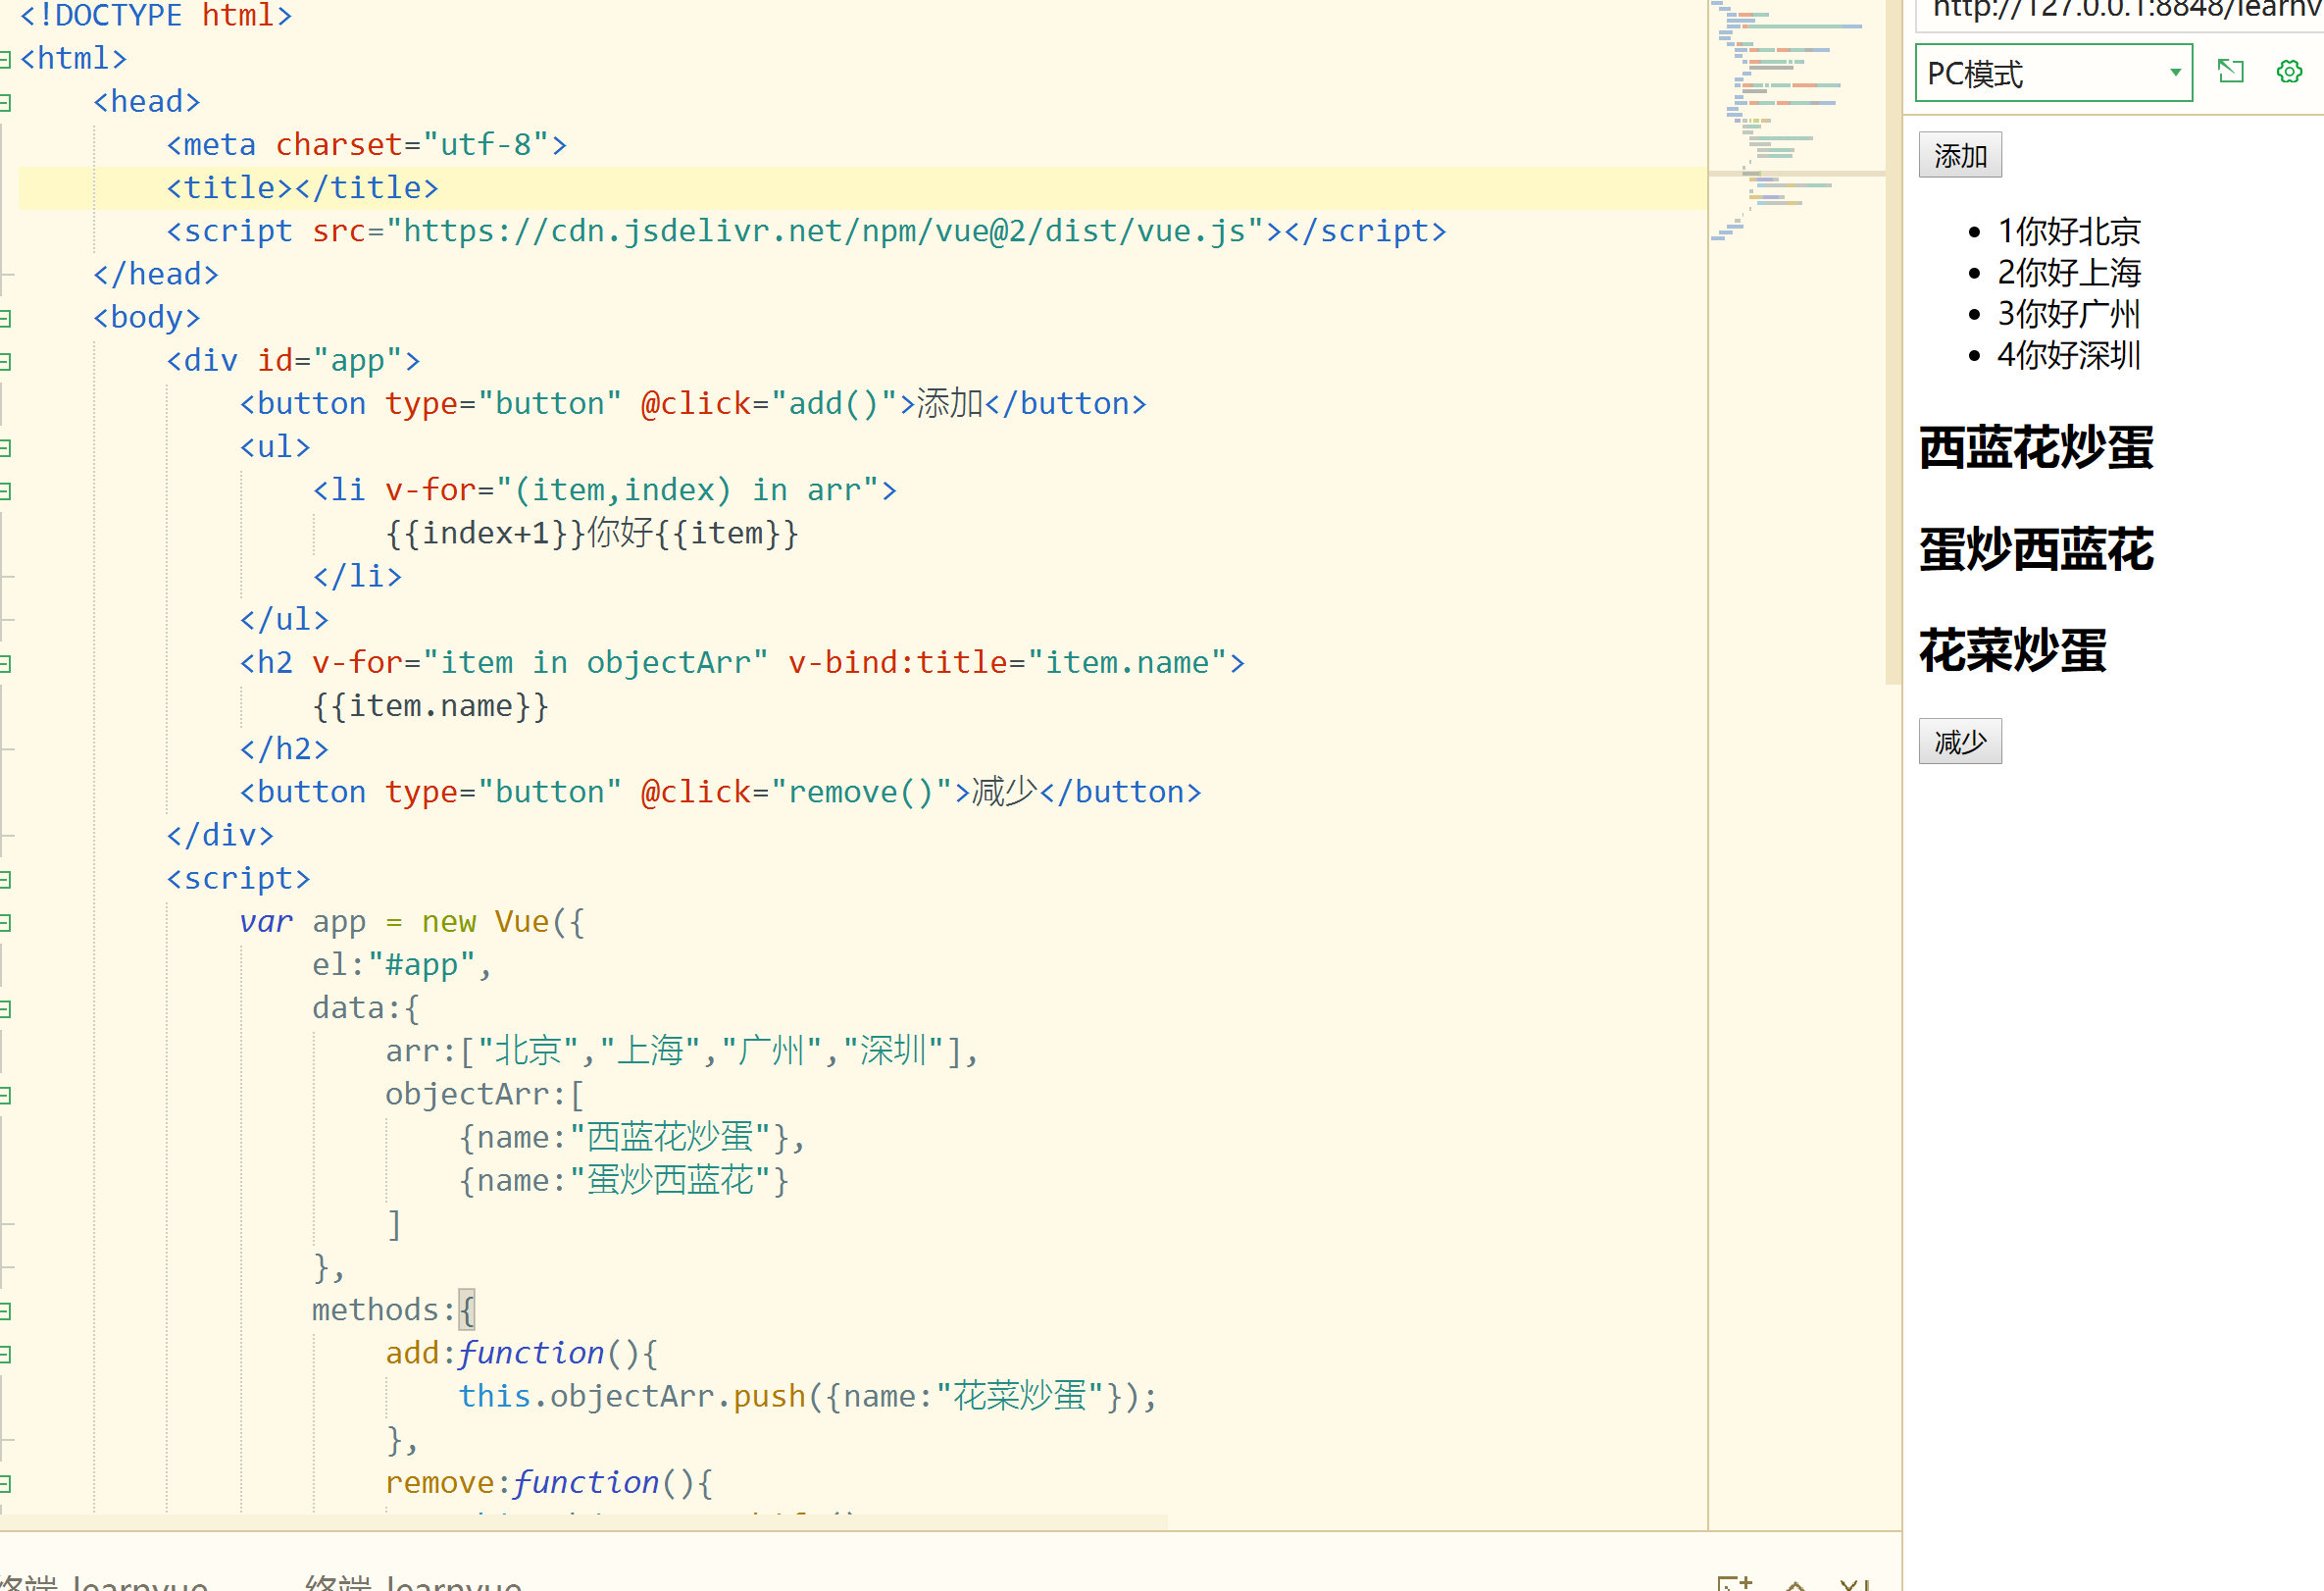 <!DOCTYPE html>
<html>
<head>
<meta charset="utf-8">
<title></title>
<script src="https://cdn.jsdelivr.net/npm/vue@2/dist/vue.js"></script>
</head>
<body>
<div id="app">
<button type="button" @click="add()">添加</button>
<ul>
<li v-for="(item,index) in arr">
{{index+1}}你好{{item}}
</li>
</ul>
<h2 v-for="item in objectArr" v-bind:title="item.name">
{{item.name}}
</h2>
<button type="button" @click="remove()">减少</button>
</div>
<script>
var app = new Vue({
el:"#app",
data:{
arr:["北京","上海","广州","深圳"],
objectArr:[
{name:"西蓝花炒蛋"},
{name:"蛋炒西蓝花"}
]
},
methods:{
add:function(){
this.objectArr.push({name:"花菜炒蛋"});
},
remove:function(){
终端-learnvue 终端-learnvue
http://127.0.0.1:8848/learnv
PC模式
添加
1你好北京
2你好上海
3你好广州
4你好深圳
西蓝花炒蛋
蛋炒西蓝花
花菜炒蛋
减少